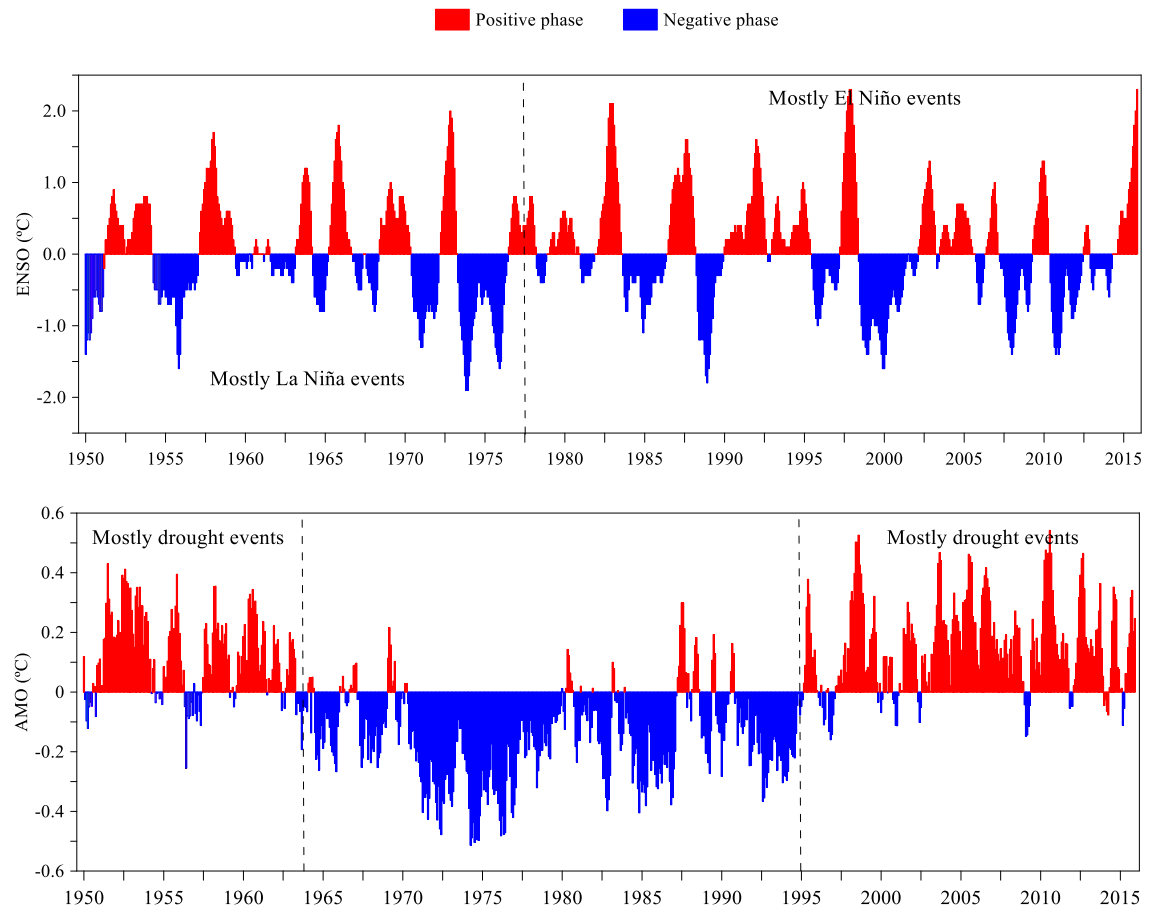 Positive phase Negative phase
ENSO (ºC)
2.0
1.0
0.0
-1.0
-2.0
Mostly El Niño events
Mostly La Niña events
1950 1955 1960 1965 1970 1975 1980 1985 1990 1995 2000 2005 2010 2015
AMO (ºC)
0.6
0.4
0.2
0
-0.2
-0.4
-0.6
Mostly drought events Mostly drought events
1950 1955 1960 1965 1970 1975 1980 1985 1990 1995 2000 2005 2010 2015